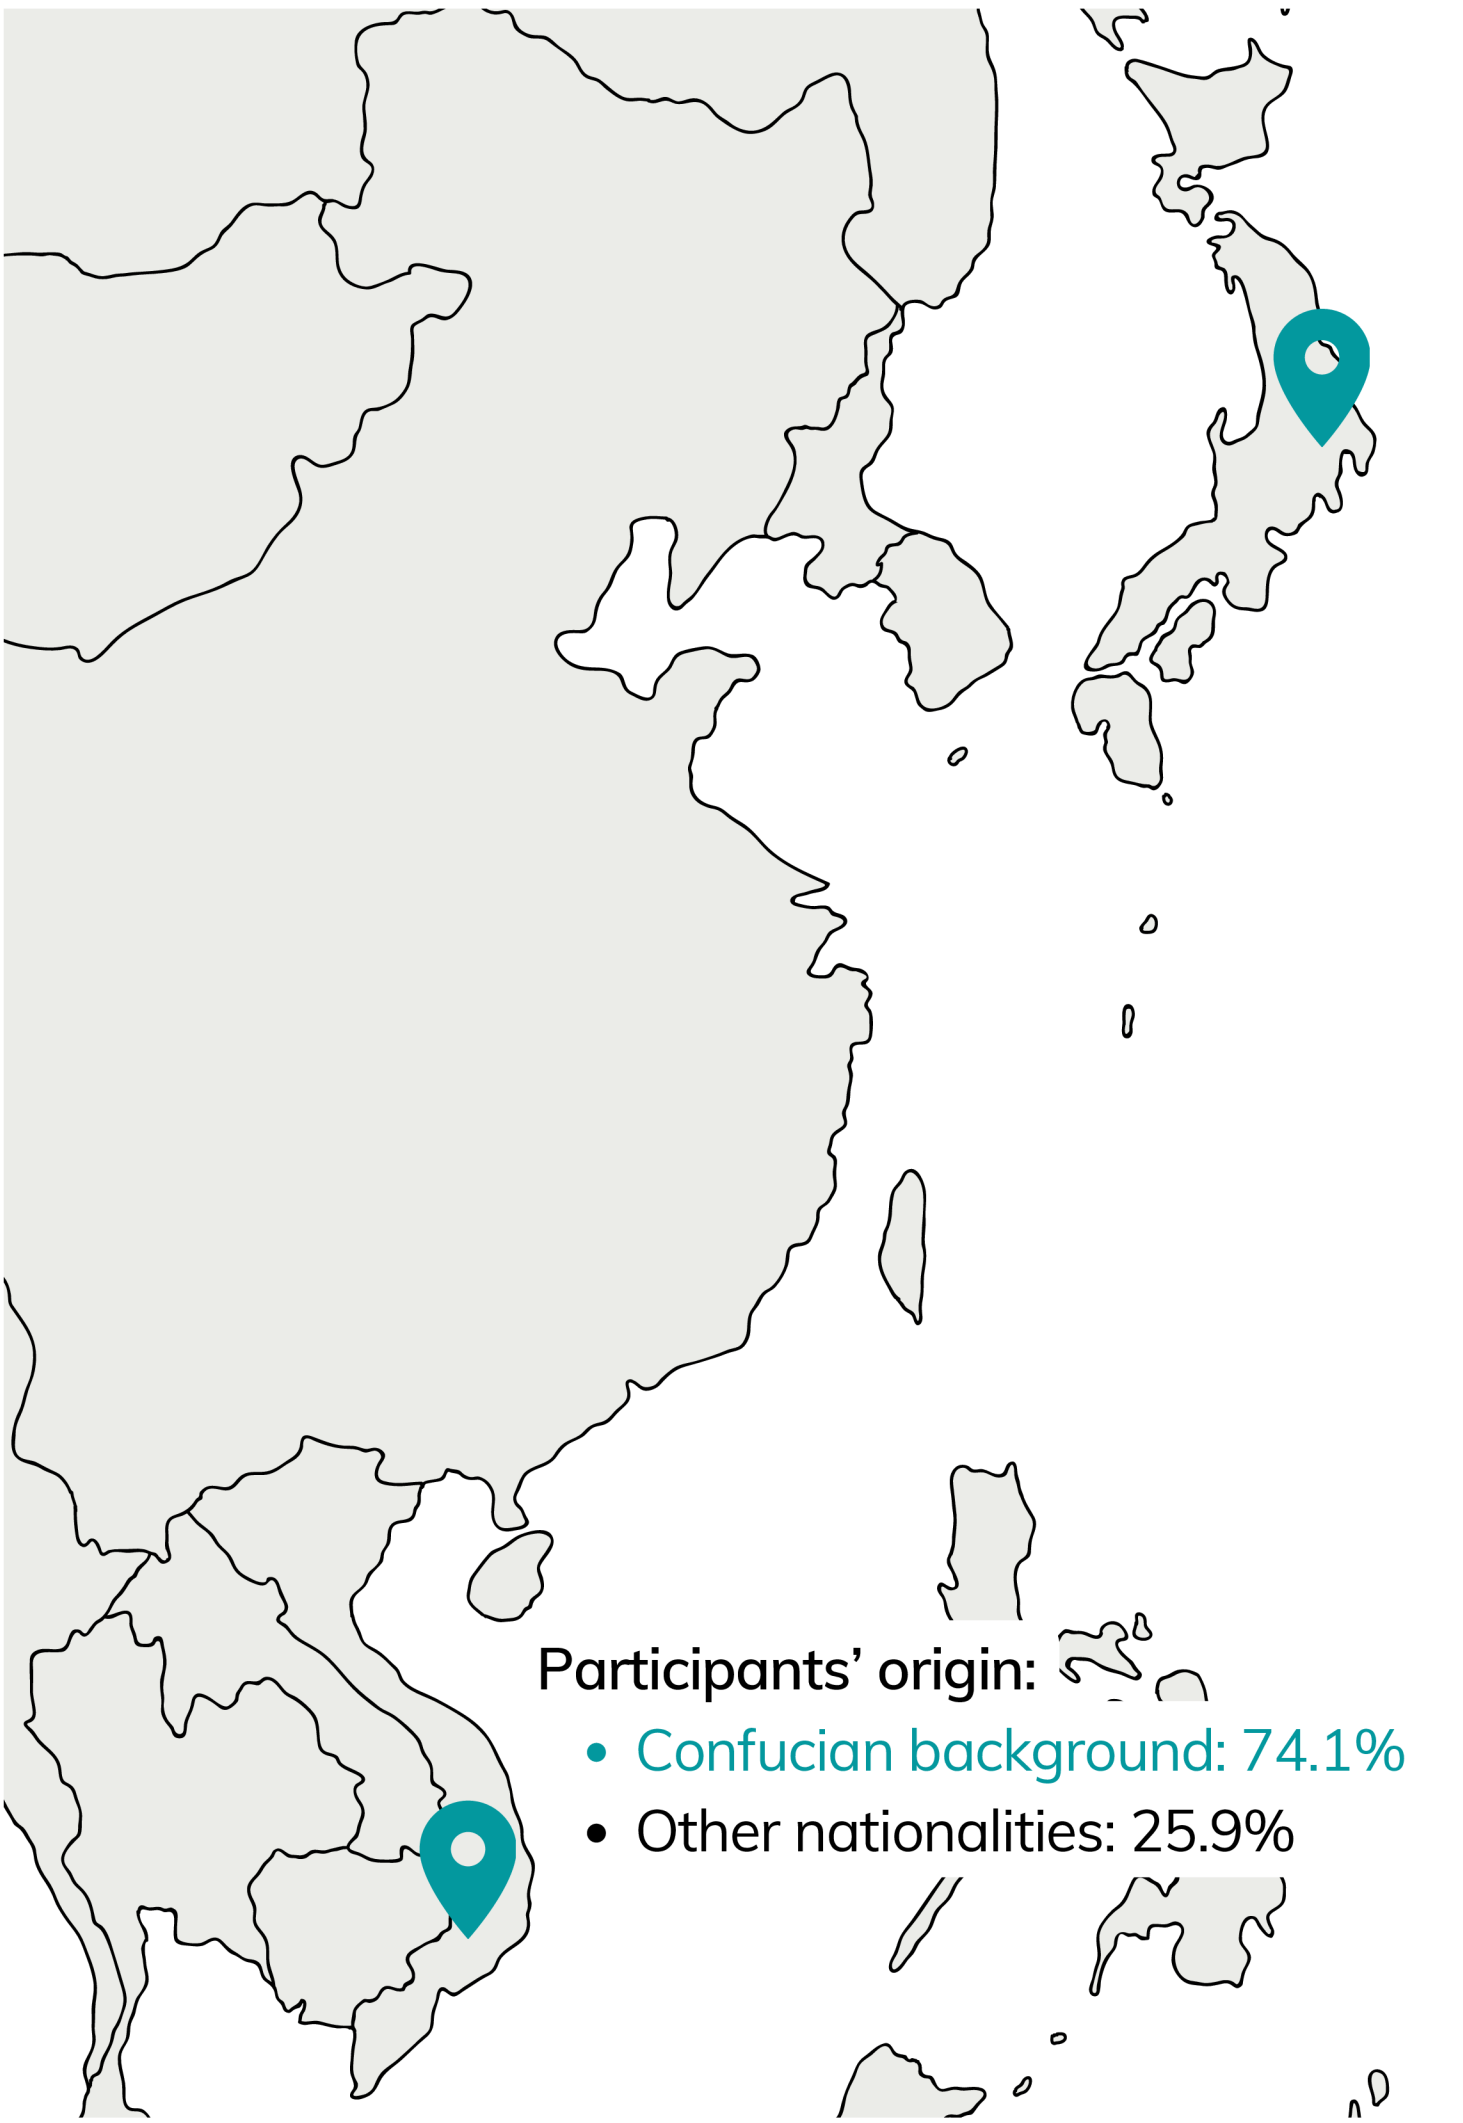 Participants’ origin:
• Confucian background: 74.1%
• Other nationalities: 25.9%